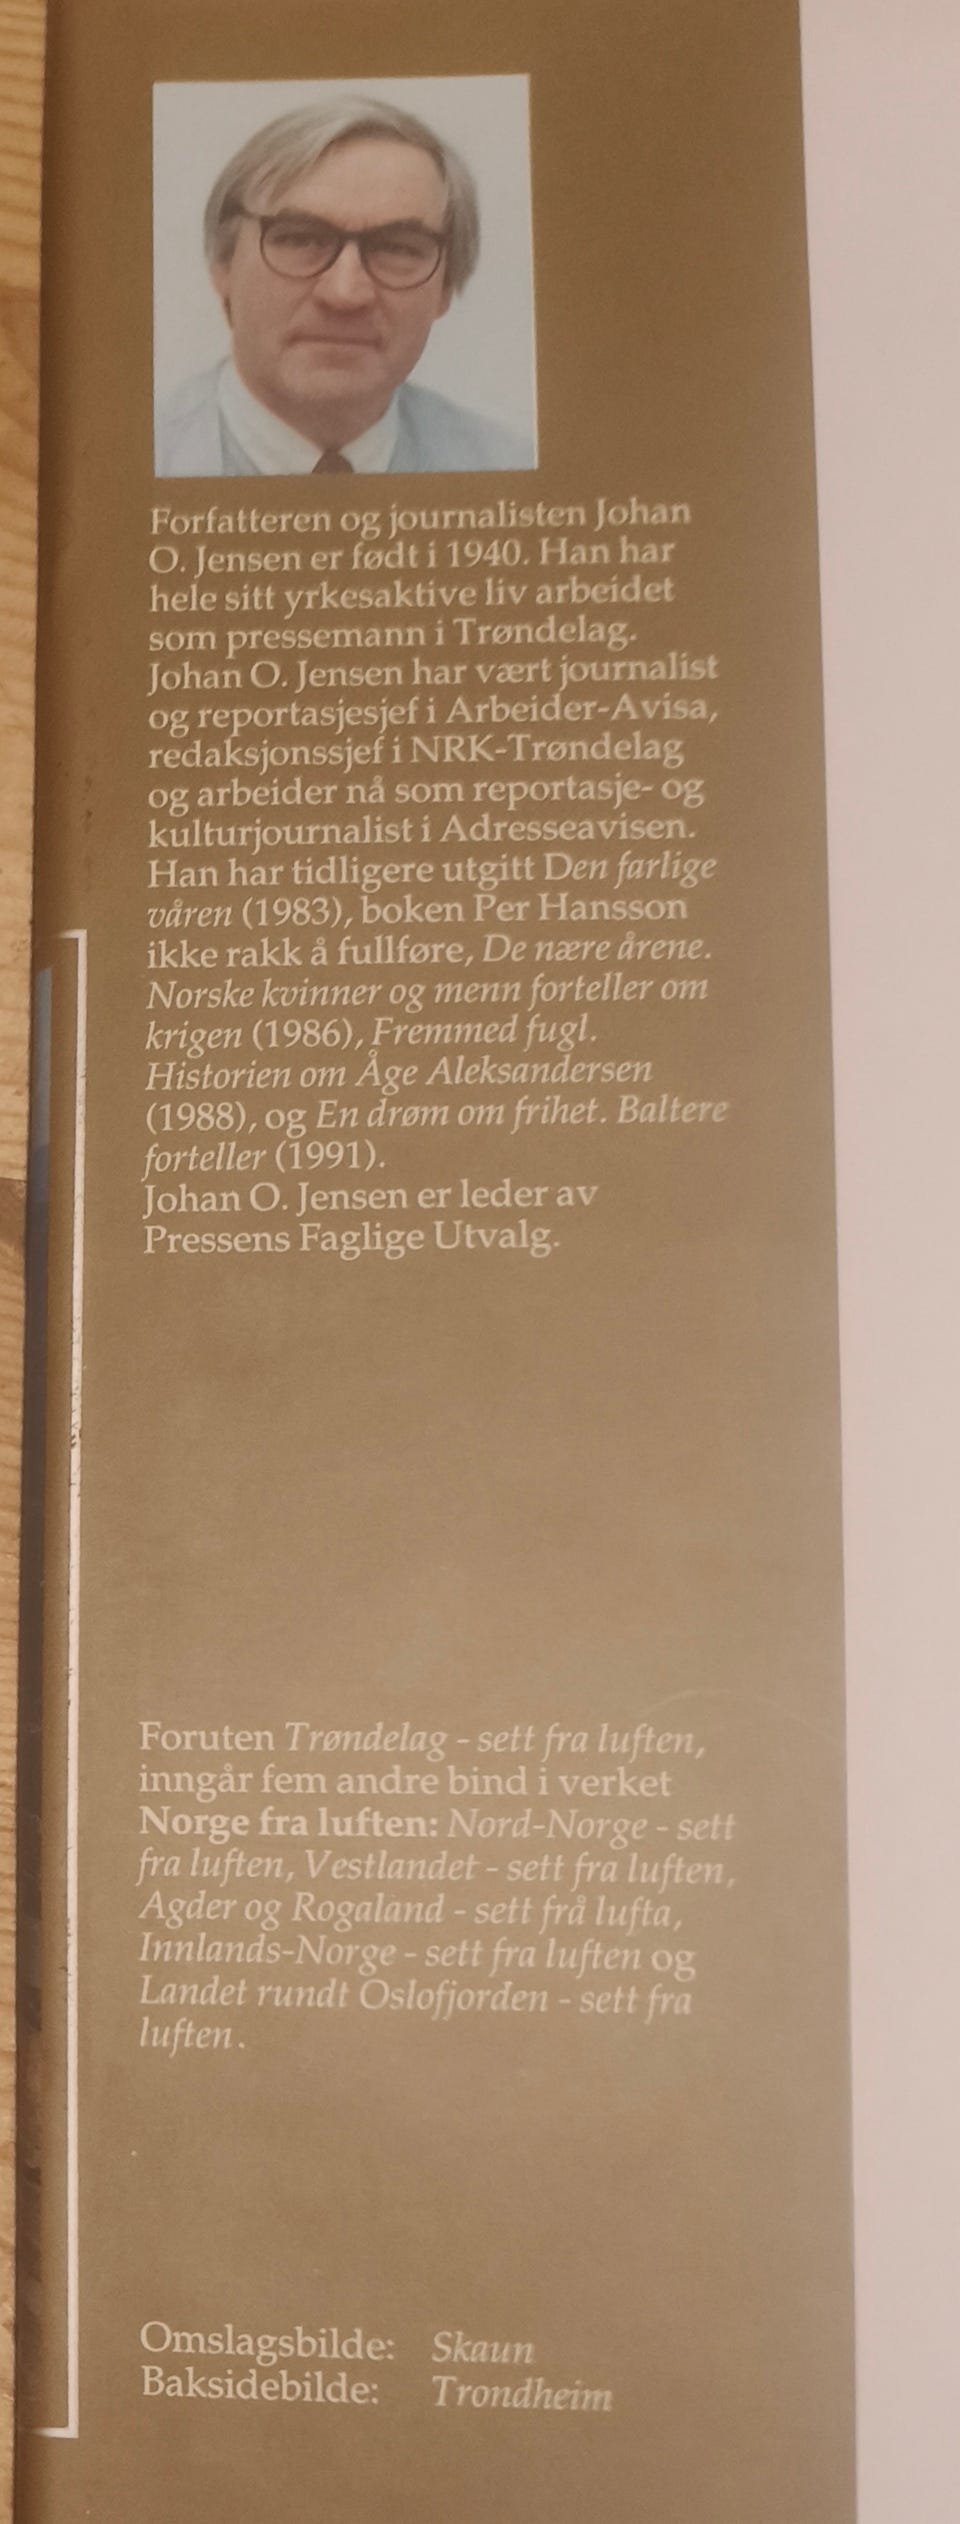 Forfatteren og journalisten Johan
O. Jensen er født i 1940. Han har
hele sitt yrkesaktive liv arbeidet
som pressemann i Trøndelag.
Johan O. Jensen har vært journalist
og reportasjesjef i Arbeider-Avisa,
redaksjonssjef i NRK-Trøndelag
og arbeider nå som reportasje- og
kulturjournalist i Adresseavisen.
Han har tidligere utgitt Den farlige
våren (1983), boken Per Hansson
ikke rakk å fullføre, De nære årene.
Norske kvinner og menn forteller om
krigen (1986), Fremmed fugl.
Historien om Åge Aleksandersen
(1988), og En drøm om frihet. Baltere
forteller (1991).
Johan O. Jensen er leder av
Pressens Faglige Utvalg.
Foruten Trøndelag - sett fra luften,
inngår fem andre bind i verket
Norge fra luften: Nord-Norge - sett
fra luften, Vestlandet - sett fra luften,
Agder og Rogaland - sett frå lufta,
Innlands-Norge - sett fra luften og
Landet rundt Oslofjorden - sett fra
luften.
Omslagsbilde: Skaun
Baksidebilde: Trondheim